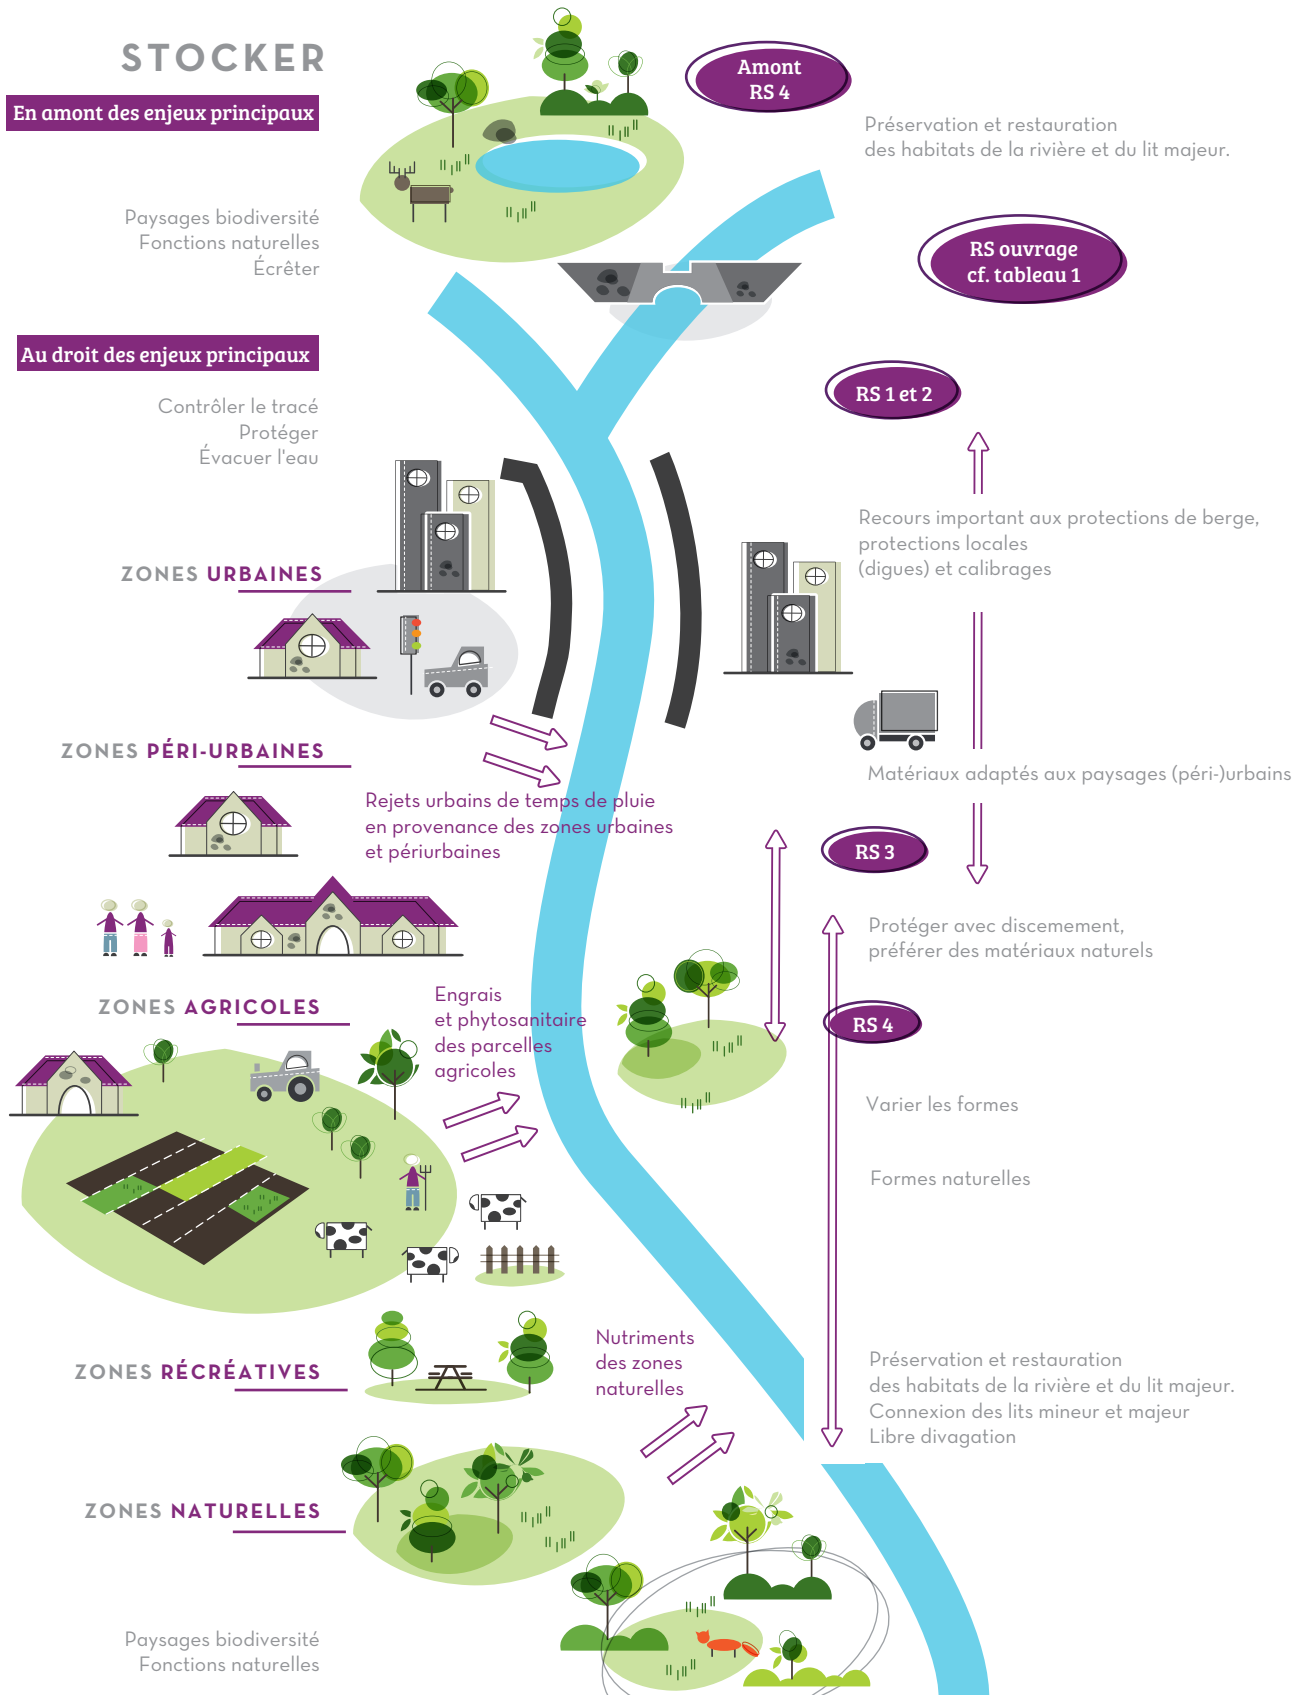 STOCKER
En amont des enjeux principaux
Amont
RS 4
Préservation et restauration
des habitats de la rivière et du lit majeur.
Paysages biodiversité
Fonctions naturelles
Écrêter
RS ouvrage
cf. tableau 1
Au droit des enjeux principaux
Contrôler le tracé
Protéger
Évacuer l'eau
RS 1 et 2
Recours important aux protections de berge,
protections locales
(digues) et calibrages
ZONES URBAINES
ZONES PÉRI-URBAINES
Matériaux adaptés aux paysages (péri-)urbains
Rejets urbains de temps de pluie
en provenance des zones urbaines
et périurbaines
RS 3
Protéger avec discemement,
préférer des matériaux naturels
ZONES AGRICOLES
Engrais
et phytosanitaire
des parcelles
agricoles
RS 4
Varier les formes
Formes naturelles
ZONES RÉCRÉATIVES
Nutriments
des zones
naturelles
Préservation et restauration
des habitats de la rivière et du lit majeur.
Connexion des lits mineur et majeur
Libre divagation
ZONES NATURELLES
Paysages biodiversité
Fonctions naturelles